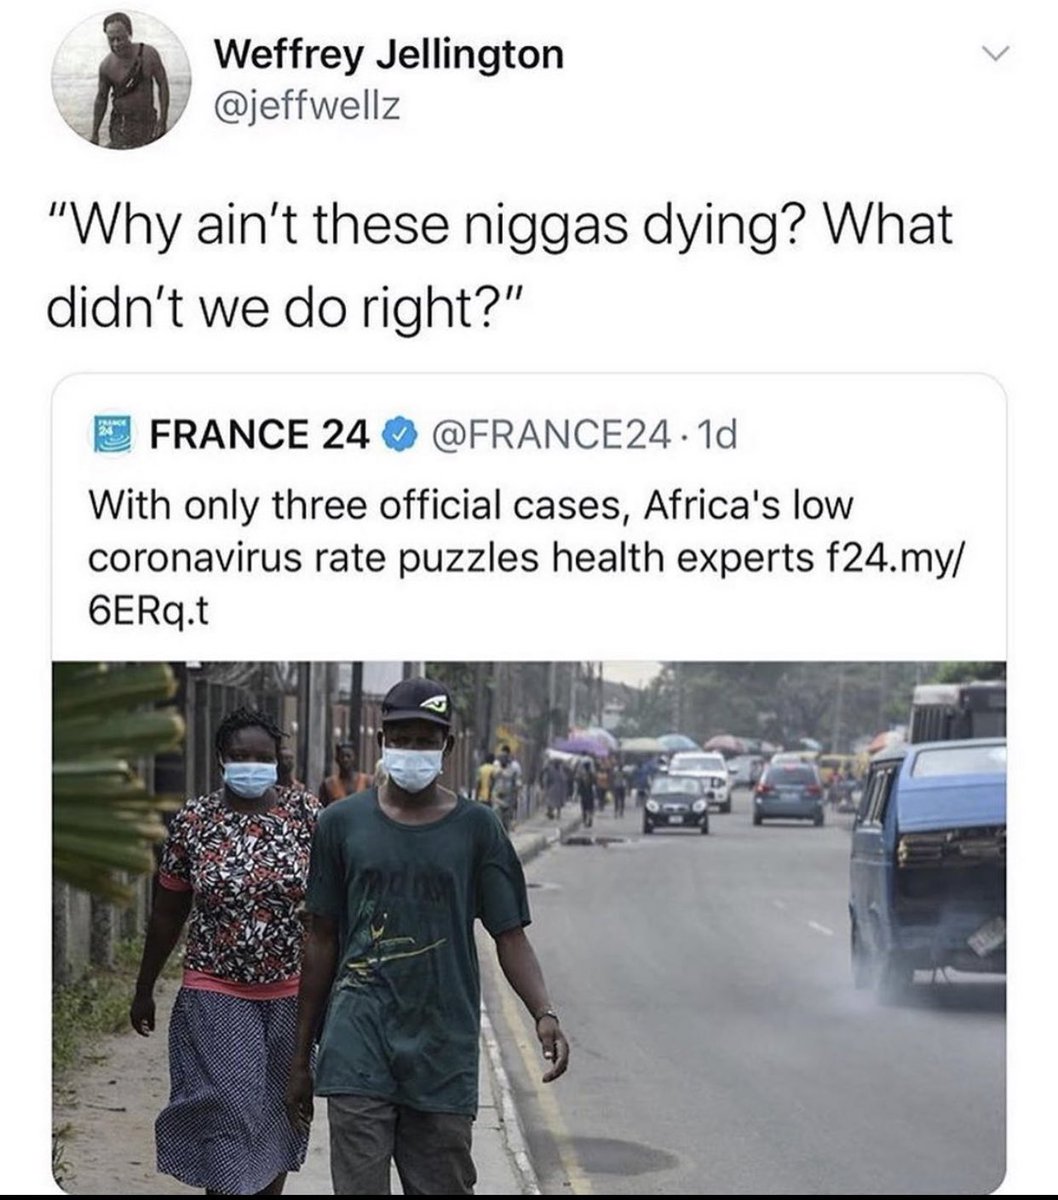 Weffrey Jellington
@jeffwellz
"Why ain't these niggas dying? What
didn't we do right?"
FRANCE 24
FRANCE 24 @FRANCE24 · 1d
With only three official cases, Africa's low
coronavirus rate puzzles health experts f24.my/
6ERq.t